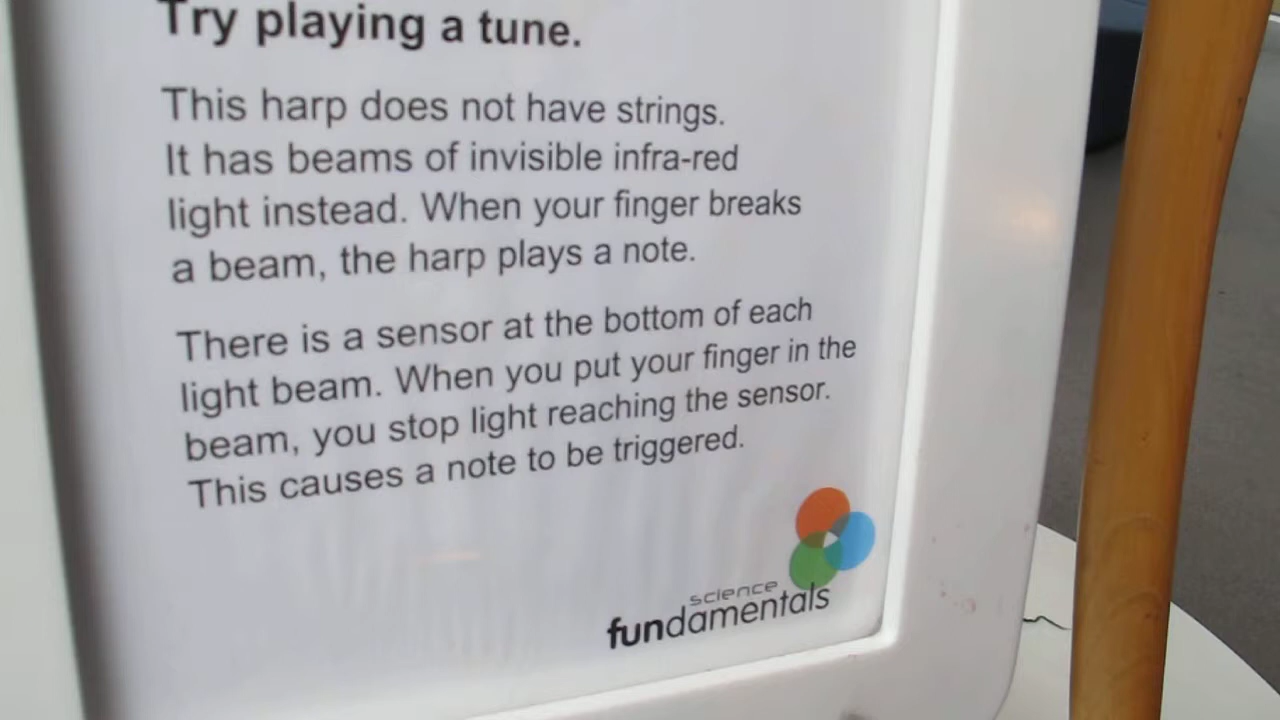 Try playing a tune.
This harp does not have strings.
It has beams of invisible infra-red
light instead. When your finger breaks
a beam, the harp plays a note.
There is a sensor at the bottom of each
light beam. When you put your finger in the
beam, you stop light reaching the sensor.
This causes a note to be triggered.
science
fundamentals